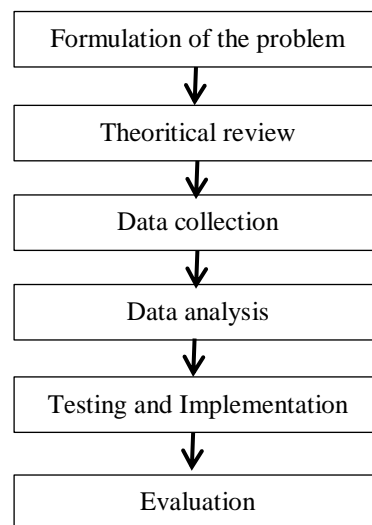 Formulation of the problem
Theoritical review
Data collection
Data analysis
Testing and Implementation
Evaluation